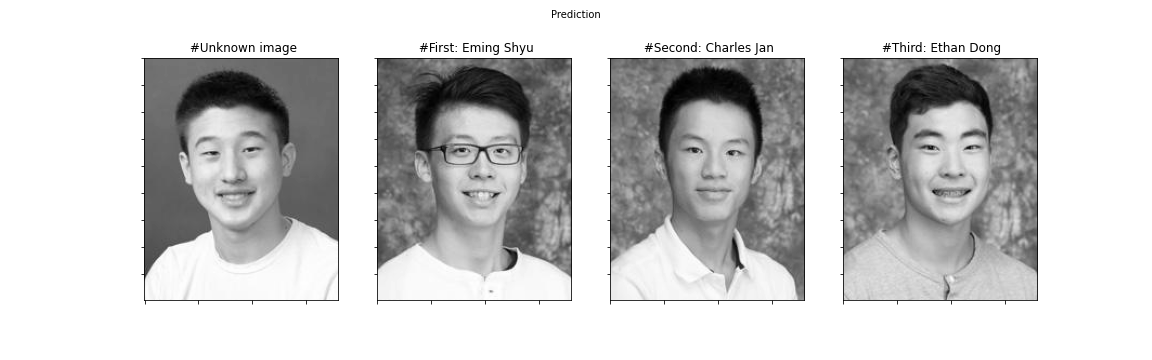 Prediction
#Unknown image
#First: Eming Shyu
#Second: Charles Jan
#Third: Ethan Dong